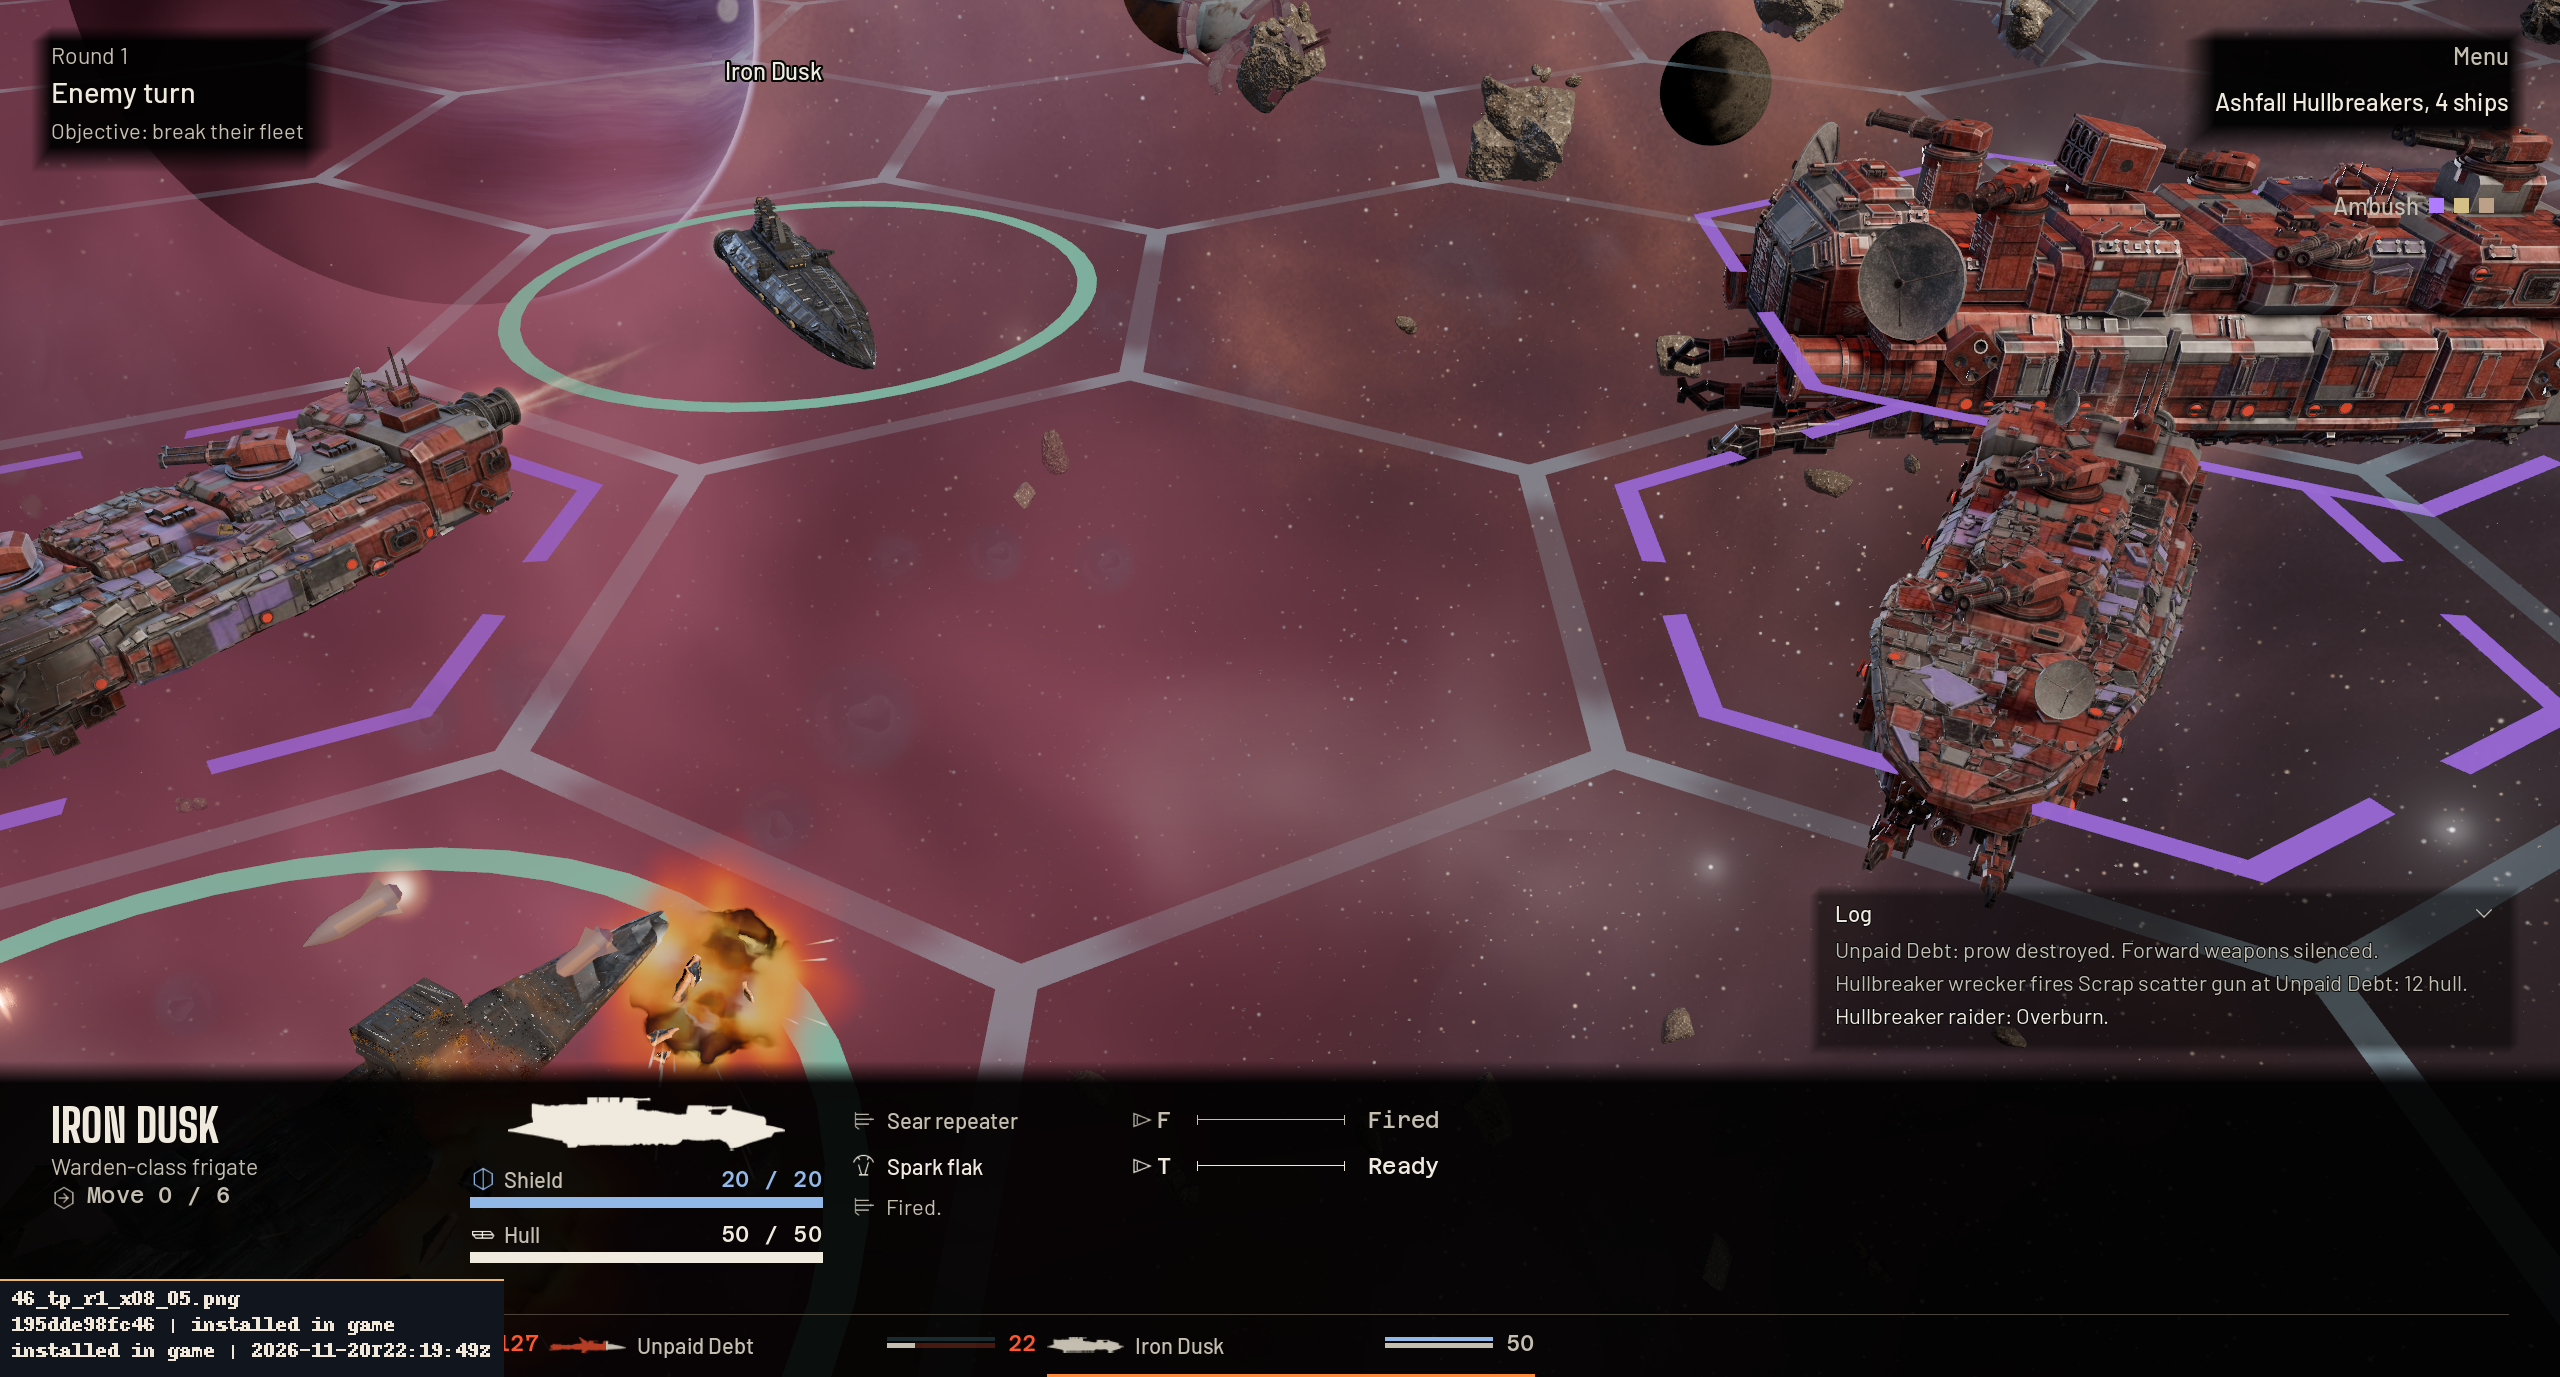 Round 1
Enemy turn
Objective: break their fleet
Iron Dusk
Menu
Ashfall Hullbreakers, 4 ships
Ambush
Log
Unpaid Debt: prow destroyed. Forward weapons silenced.
Hullbreaker wrecker fires Scrap scatter gun at Unpaid Debt: 12 hull.
Hullbreaker raider: Overburn.
IRON DUSK
Warden-class frigate
Move 0 / 6
Shield 20 / 20
Hull 50 / 50
Sear repeater F Fired
Spark flak T Ready
Fired.
46_tp_r1_x08_05.png
195dde98fc46 | installed in game
installed in game | 2026-11-20T22:19:49Z
127 Unpaid Debt 22 Iron Dusk 50